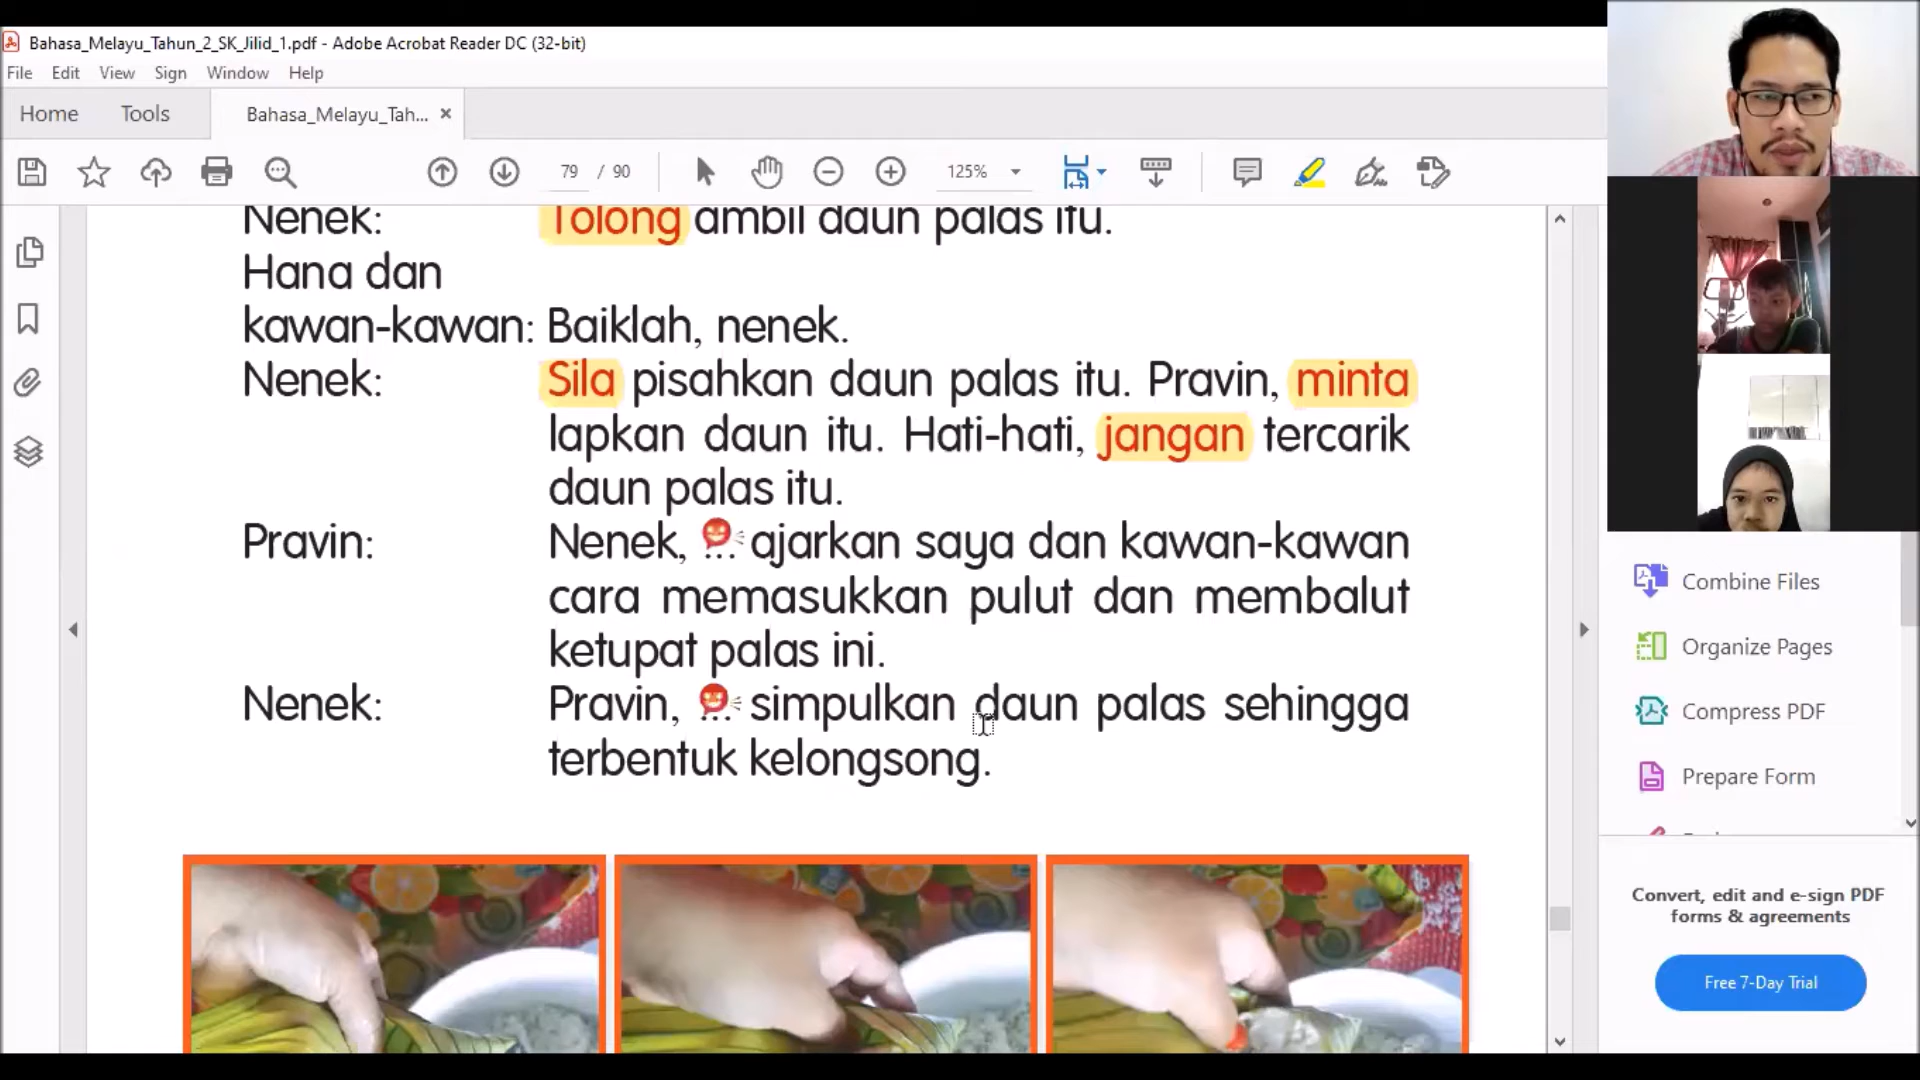 Bahasa_Melayu_Tahun_2_SK_Jilid_1.pdf - Adobe Acrobat Reader DC (32-bit)
File Edit View Sign Window Help
Home Tools Bahasa_Melayu_Tah... ×
79 / 90 125%
Nenek: Tolong ambil daun palas itu.
Hana dan
kawan-kawan: Baiklah, nenek.
Nenek: Sila pisahkan daun palas itu. Pravin, minta
lapkan daun itu. Hati-hati, jangan tercarik
daun palas itu.
Pravin: Nenek, ... ajarkan saya dan kawan-kawan
cara memasukkan pulut dan membalut
ketupat palas ini.
Nenek: Pravin, ... simpulkan daun palas sehingga
terbentuk kelongsong.
Combine Files
Organize Pages
Compress PDF
Prepare Form
Convert, edit and e-sign PDF
forms & agreements
Free 7-Day Trial